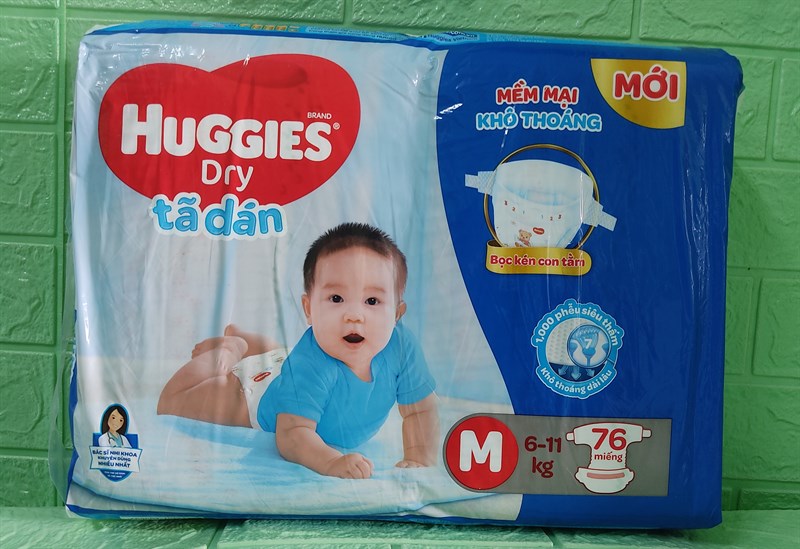 HUGGIES®
BRAND
Dry
tã dán
MỚI
MỀM MẠI
KHÔ THOÁNG
Bọc kén con tằm
1.000 phễu siêu thấm
Khô thoáng dài lâu
BÁC SĨ NHI KHOA
KHUYÊN DÙNG
NHIỀU NHẤT
M
6-11
kg
76
miếng